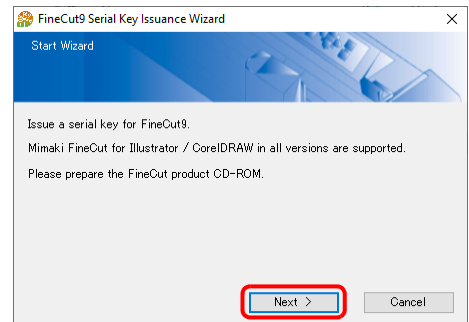 FineCut9 Serial Key Issuance Wizard
Start Wizard
Issue a serial key for FineCut9.
Mimaki FineCut for Illustrator / CorelDRAW in all versions are supported.
Please prepare the FineCut product CD-ROM.
Next >
Cancel